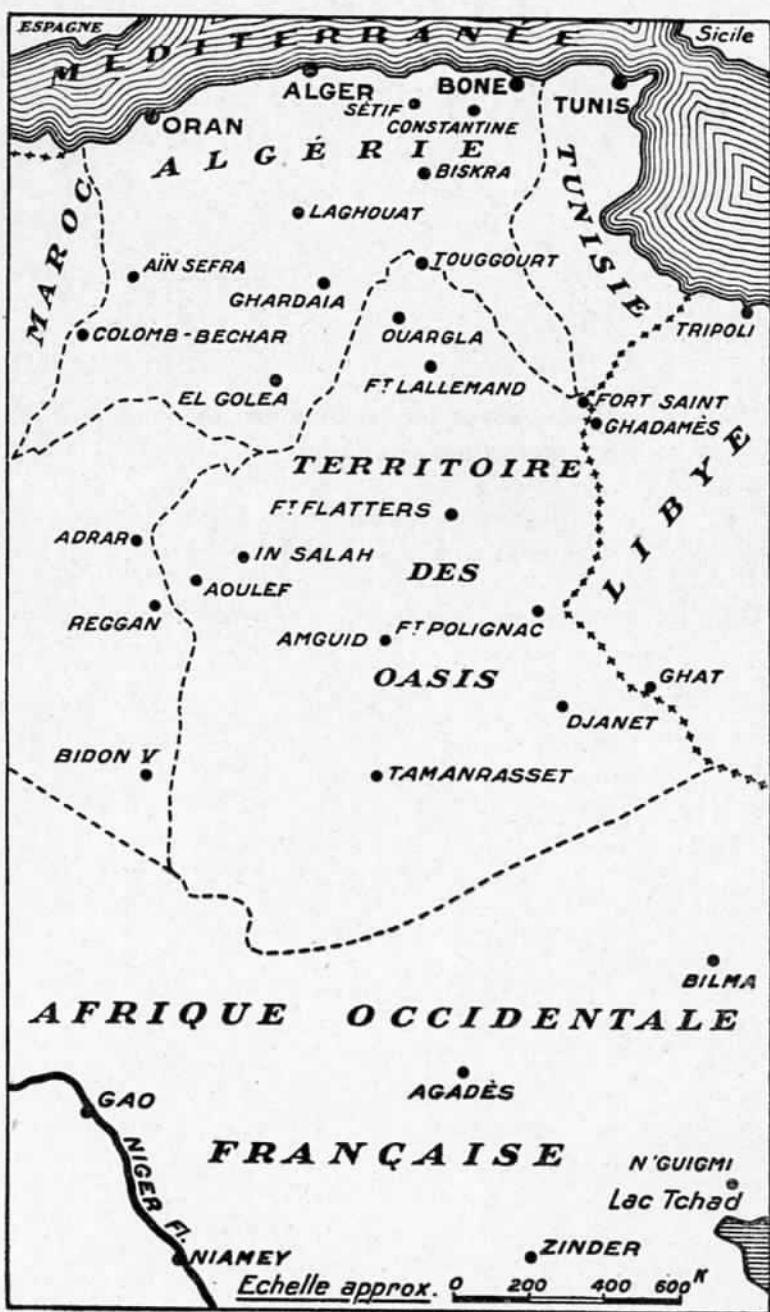 ESPAGNE
Sicile
MÉDITERRANÉE
ALGER
BONE
TUNIS
SÉTIF
CONSTANTINE
ORAN
ALGÉRIE
BISKRA
TUNISIE
MAROC
LAGHOUAT
AÏN SEFRA
TOUGGOURT
GHARDAIA
OUARGLA
TRIPOLI
COLOMB-BECHAR
FT LALLEMAND
EL GOLEA
FORT SAINT
GHADAMÈS
LIBYE
TERRITOIRE
FT FLATTERS
ADRAR
IN SALAH
DES
AOULEF
REGGAN
FT POLIGNAC
AMGUID
OASIS
GHAT
DJANET
BIDON V
TAMANRASSET
BILMA
AFRIQUE OCCIDENTALE
AGADÈS
GAO
FRANÇAISE
NIGER Fl.
N'GUIGMI
Lac Tchad
NIAMEY
ZINDER
Echelle approx. 0 200 400 600 K